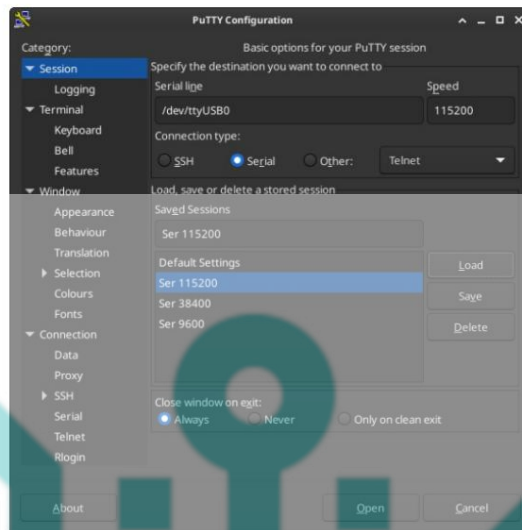 PuTTY Configuration
Category:
Session
Logging
Terminal
Keyboard
Bell
Features
Window
Appearance
Behaviour
Translation
Selection
Colours
Fonts
Connection
Data
Proxy
SSH
Serial
Telnet
Rlogin
About
Basic options for your PuTTY session
Specify the destination you want to connect to
Serial line Speed
/dev/ttyUSB0 115200
Connection type:
SSH Serial Other: Telnet
Load, save or delete a stored session
Saved Sessions
Ser 115200
Default Settings
Ser 115200
Ser 38400
Ser 9600
Load
Save
Delete
Close window on exit:
Always Never Only on clean exit
Open Cancel